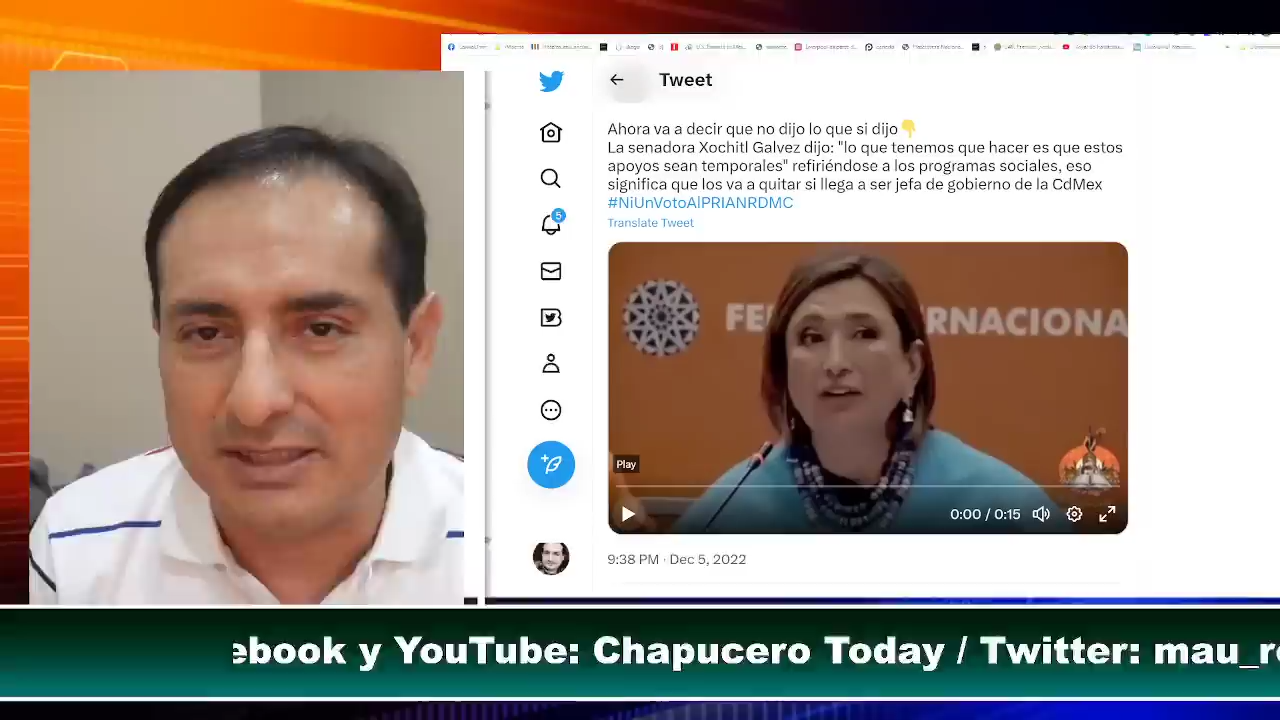 Tweet
Ahora va a decir que no dijo lo que si dijo👇
La senadora Xochitl Galvez dijo: "lo que tenemos que hacer es que estos
apoyos sean temporales" refiriéndose a los programas sociales, eso
significa que los va a quitar si llega a ser jefa de gobierno de la CdMex
#NiUnVotoAlPRIANRDMC
Translate Tweet
5
FE
RNACIONA
Play
0:00 / 0:15
9:38 PM · Dec 5, 2022
ebook y YouTube: Chapucero Today / Twitter: mau_r